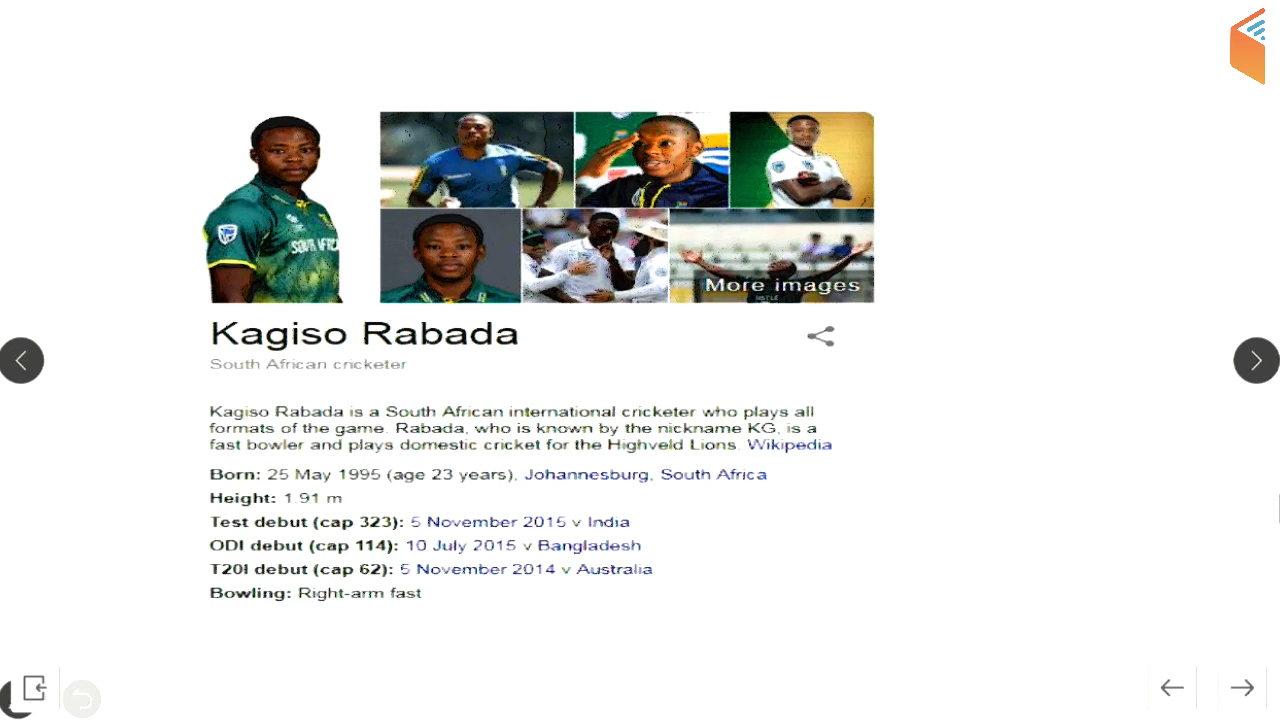 SOUTH AFRICA
More images
Kagiso Rabada
South African cricketer
Kagiso Rabada is a South African international cricketer who plays all
formats of the game. Rabada, who is known by the nickname KG, is a
fast bowler and plays domestic cricket for the Highveld Lions. Wikipedia
Born: 25 May 1995 (age 23 years), Johannesburg, South Africa
Height: 1.91 m
Test debut (cap 323): 5 November 2015 v India
ODI debut (cap 114): 10 July 2015 v Bangladesh
T20I debut (cap 62): 5 November 2014 v Australia
Bowling: Right-arm fast